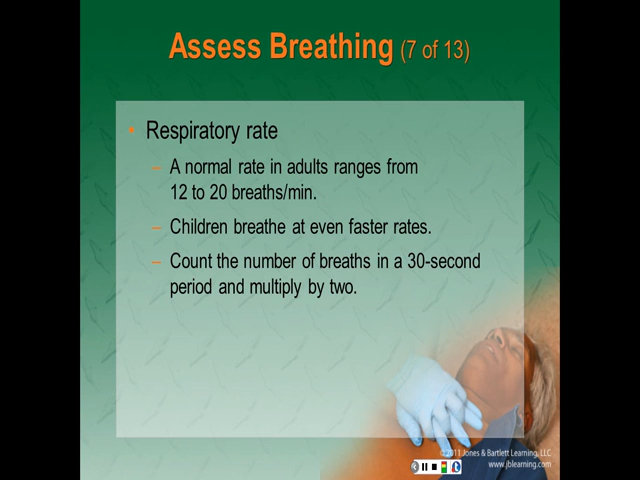 Assess Breathing (7 of 13)
• Respiratory rate
– A normal rate in adults ranges from
12 to 20 breaths/min.
– Children breathe at even faster rates.
– Count the number of breaths in a 30-second
period and multiply by two.
© 2011 Jones & Bartlett Learning, LLC
www.jblearning.com